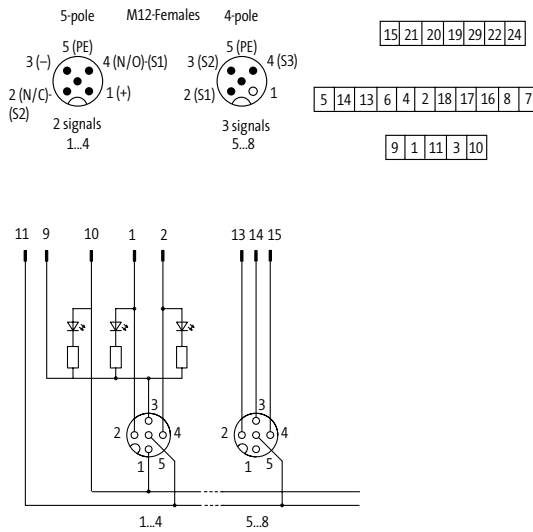 5-pole M12-Females 4-pole
5 (PE) 5 (PE)
3 (–) 4 (N/O)-(S1) 3 (S2) 4 (S3)
2 (N/C)- 1 (+) 2 (S1) 1
(S2)
2 signals 3 signals
1...4 5...8
15 21 20 19 29 22 24
5 14 13 6 4 2 18 17 16 8 7
9 1 11 3 10
11 9 10 1 2 13 14 15
3 3
2 4 2 4
1 5 1 5
1...4 5...8